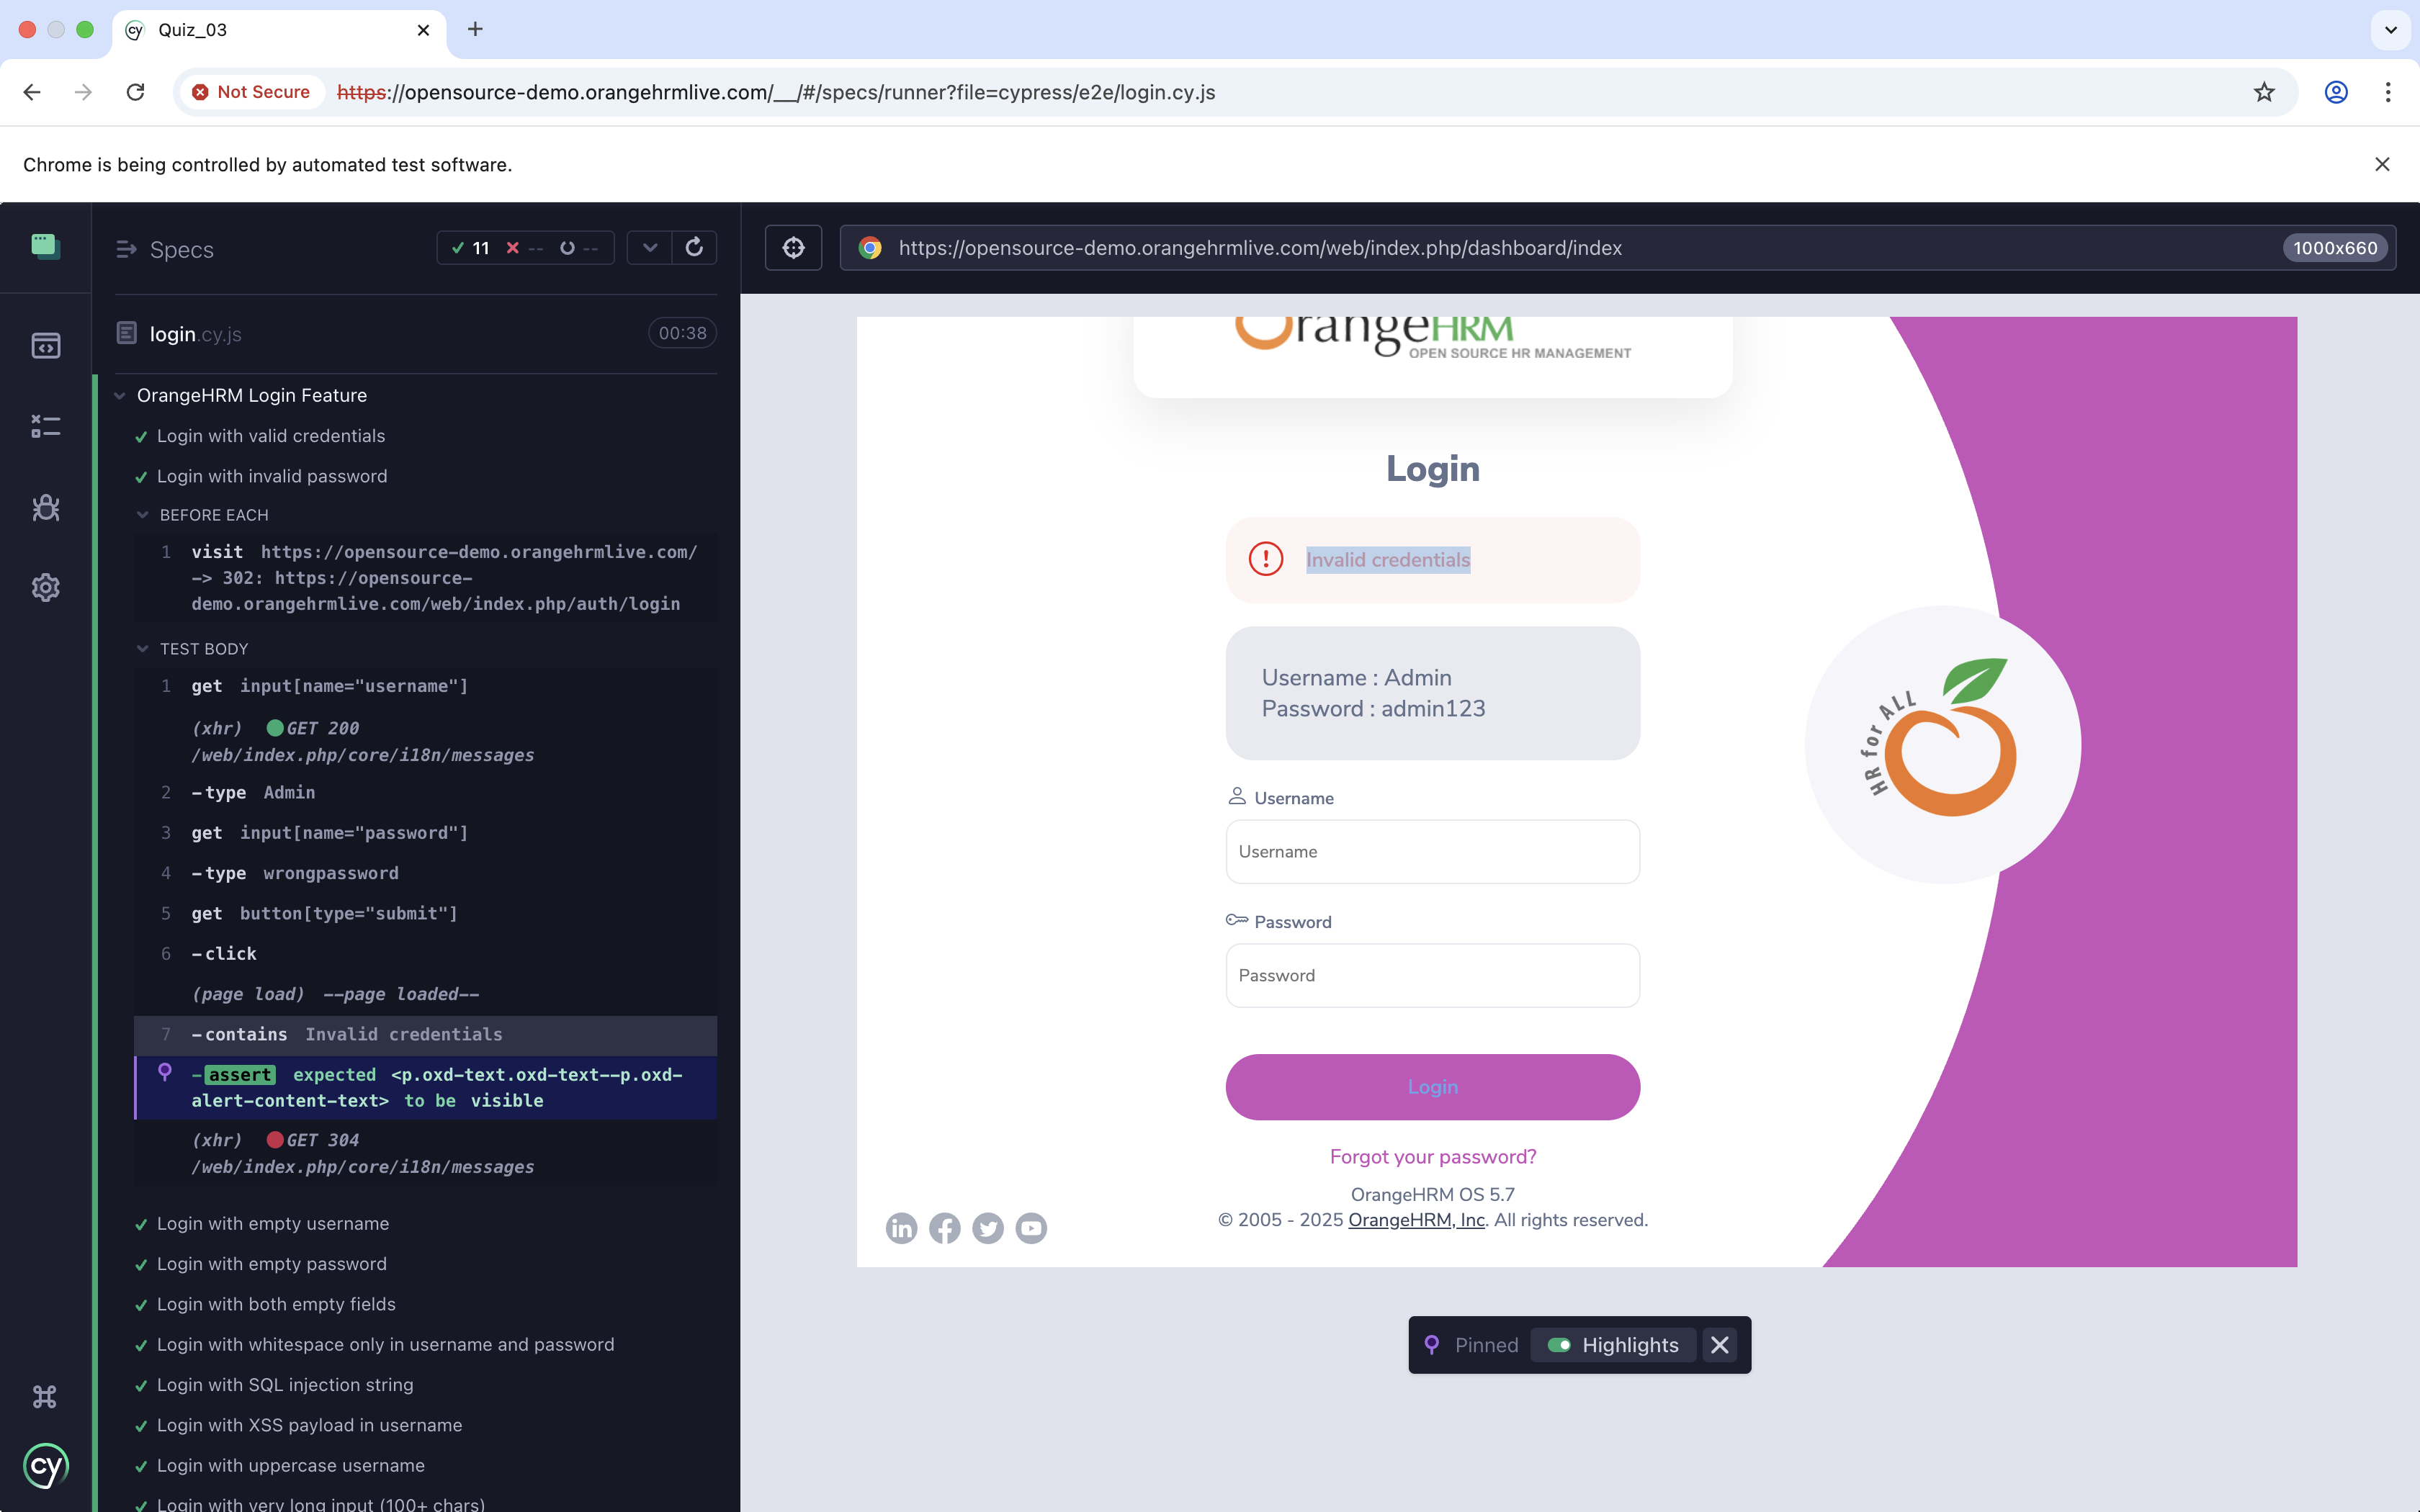 Quiz_03
Not Secure
https://opensource-demo.orangehrmlive.com/__/#/specs/runner?file=cypress/e2e/login.cy.js
Chrome is being controlled by automated test software.
Specs
11
--
--
login.cy.js
00:38
OrangeHRM Login Feature
Login with valid credentials
Login with invalid password
BEFORE EACH
1 visit https://opensource-demo.orangehrmlive.com/
-> 302: https://opensource-
demo.orangehrmlive.com/web/index.php/auth/login
TEST BODY
1 get input[name="username"]
(xhr) GET 200
/web/index.php/core/i18n/messages
2 -type Admin
3 get input[name="password"]
4 -type wrongpassword
5 get button[type="submit"]
6 -click
(page load) --page loaded--
7 -contains Invalid credentials
-assert expected <p.oxd-text.oxd-text--p.oxd-
alert-content-text> to be visible
(xhr) GET 304
/web/index.php/core/i18n/messages
Login with empty username
Login with empty password
Login with both empty fields
Login with whitespace only in username and password
Login with SQL injection string
Login with XSS payload in username
Login with uppercase username
Login with very long input (100+ chars)
cy
https://opensource-demo.orangehrmlive.com/web/index.php/dashboard/index
1000x660
OrangeHRM
OPEN SOURCE HR MANAGEMENT
Login
Invalid credentials
Username : Admin
Password : admin123
Username
Username
Password
Password
Login
Forgot your password?
OrangeHRM OS 5.7
© 2005 - 2025 OrangeHRM, Inc. All rights reserved.
HR for ALL
Pinned
Highlights